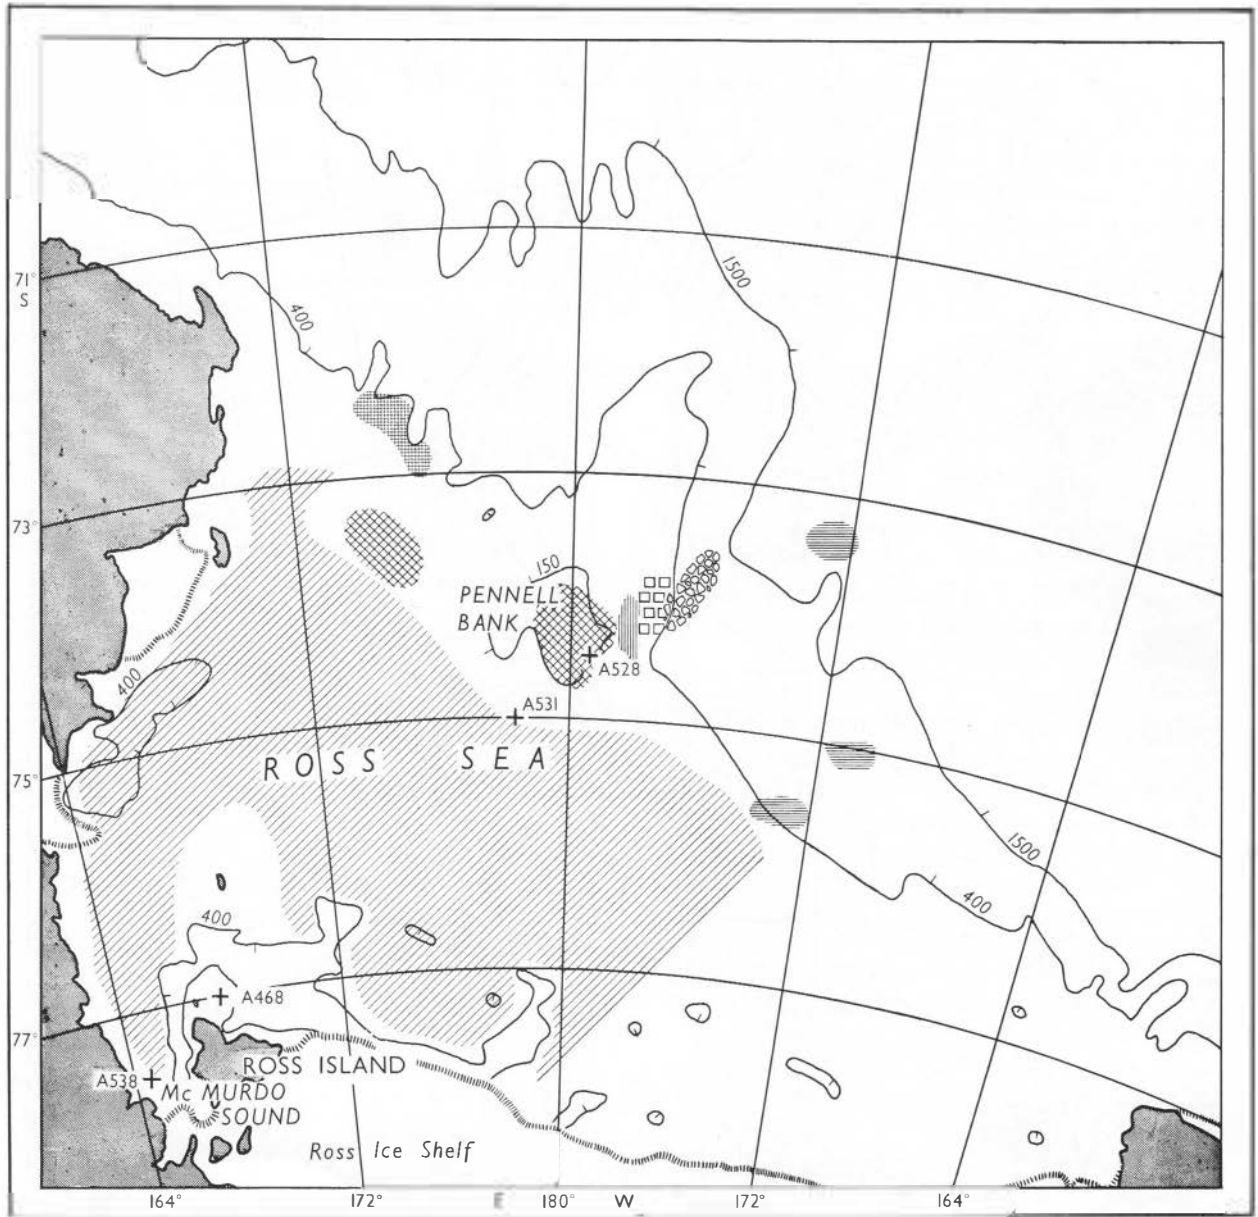 71°
S
1500
400
73°
150
PENNELL
BANK
A528
400
A531
ROSS SEA
75°
1500
400
400
A468
77°
ROSS ISLAND
A538
Mc MURDO
SOUND
Ross Ice Shelf
164° 172° E 180° W 172° 164°